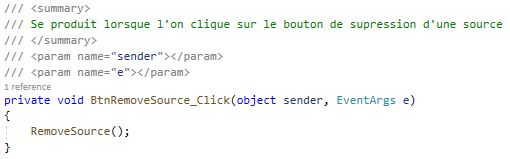 /// <summary>
/// Se produit lorsque l'on clique sur le bouton de supression d'une source
/// </summary>
/// <param name="sender"></param>
/// <param name="e"></param>
1 reference
private void BtnRemoveSource_Click(object sender, EventArgs e)
{
RemoveSource();
}